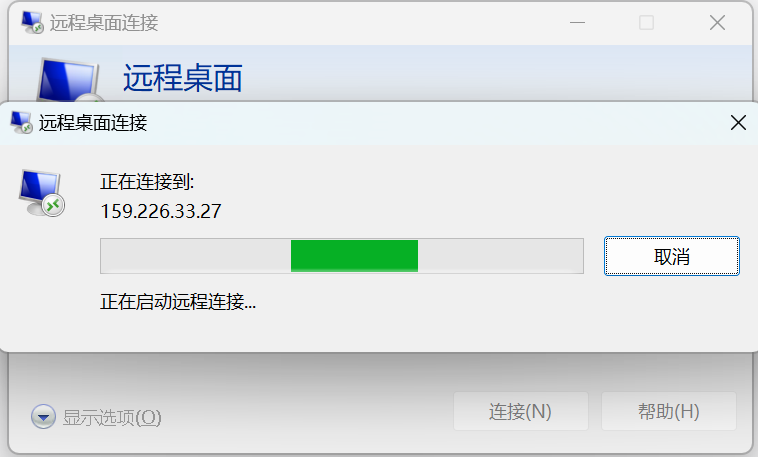 远程桌面连接
远程桌面
远程桌面连接
正在连接到:
159.226.33.27
取消
正在启动远程连接...
显示选项(O)
连接(N)
帮助(H)